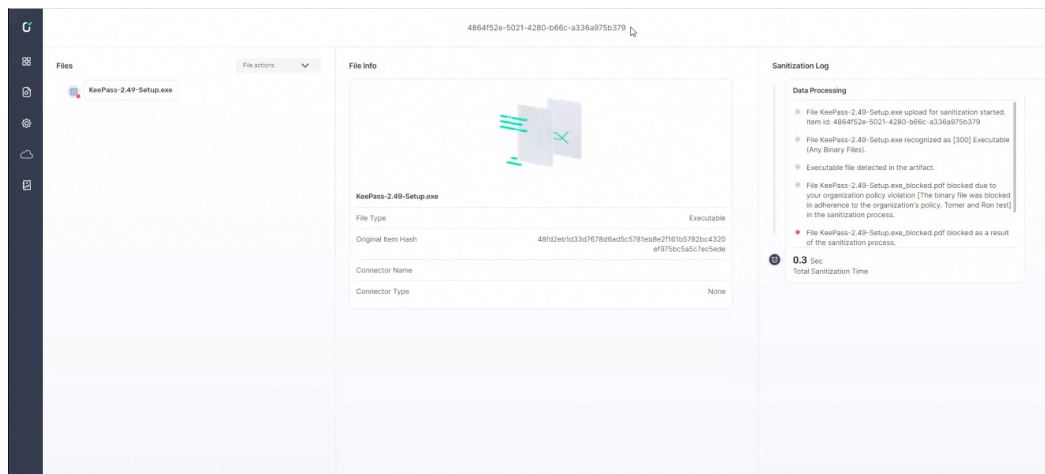 4864f52e-5021-4280-b66c-a336a975b379
Files
File actions
KeePass-2.49-Setup.exe
File Info
KeePass-2.49-Setup.exe
File Type
Executable
Original Item Hash
48fd2eb1d33d7678d6ad5c5781eb8e2f161b5782bc4320
ef975bc5a5c7ec5ede
Connector Name
Connector Type
None
Sanitization Log
Data Processing
File KeePass-2.49-Setup.exe upload for sanitization started.
Item Id: 4864f52e-5021-4280-b66c-a336a975b379
File KeePass-2.49-Setup.exe recognized as [300] Executable
(Any Binary Files).
Executable file detected in the artifact.
File KeePass-2.49-Setup.exe_blocked.pdf blocked due to
your organization policy violation [The binary file was blocked
in adherence to the organization's policy. Tomer and Ron test]
in the sanitization process.
File KeePass-2.49-Setup.exe_blocked.pdf blocked as a result
of the sanitization process.
0.3 Sec
Total Sanitization Time